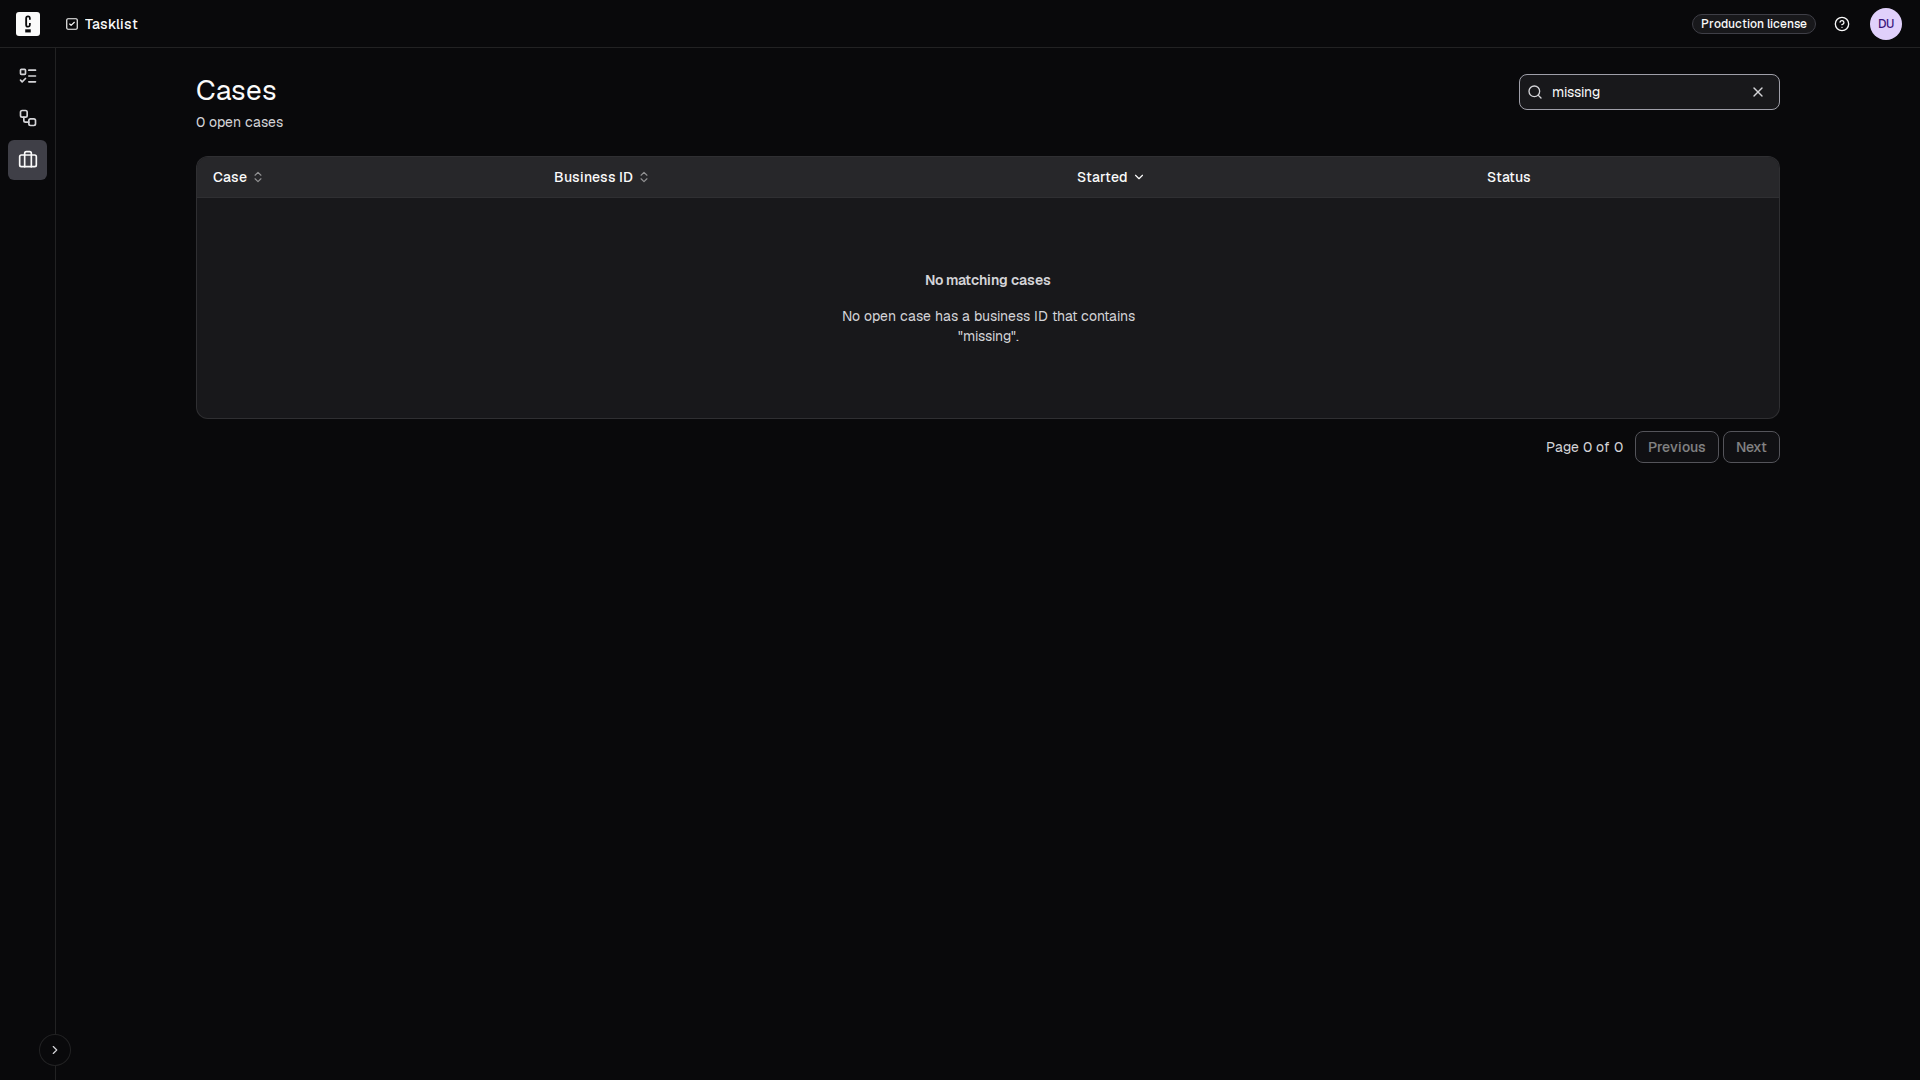 Tasklist
Production license
DU
Cases
0 open cases
missing
Case
Business ID
Started
Status
No matching cases
No open case has a business ID that contains
"missing".
Page 0 of 0
Previous
Next